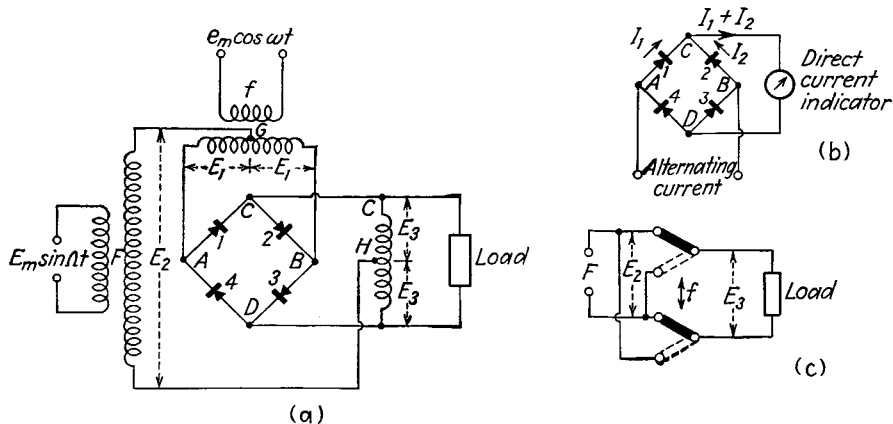 e_m cos ωt
f
G
E_1 E_1
E_m sin Ωt
F
E_2
C
1 2
A B
4 3
D
C
E_3
H
E_3
Load
(a)
I_1 + I_2
I_1 C I_2
1 2
A B
4 3
D
Direct
current
indicator
Alternating
current
(b)
F
E_2
f
E_3
Load
(c)